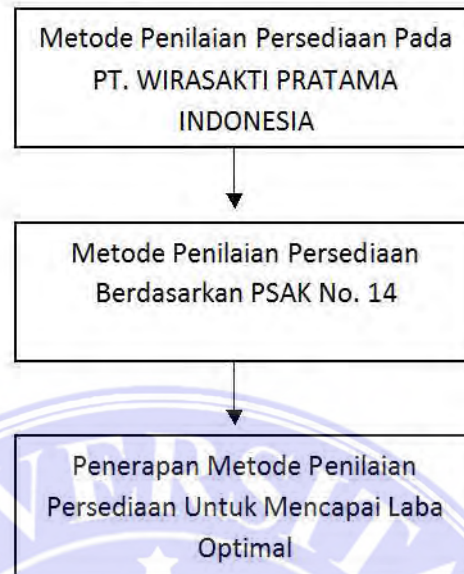 Metode Penilaian Persediaan Pada
PT. WIRASAKTI PRATAMA
INDONESIA
Metode Penilaian Persediaan
Berdasarkan PSAK No. 14
Penerapan Metode Penilaian
Persediaan Untuk Mencapai Laba
Optimal